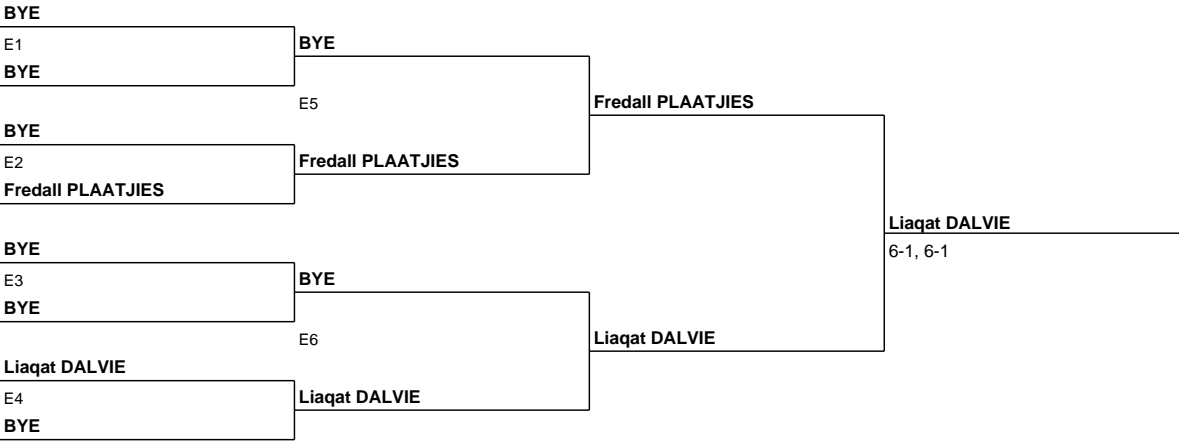 BYE
E1
BYE
BYE
E5
Fredall PLAATJIES
BYE
E2
Fredall PLAATJIES
Fredall PLAATJIES
Liaqat DALVIE
6-1, 6-1
BYE
E3
BYE
BYE
E6
Liaqat DALVIE
Liaqat DALVIE
E4
Liaqat DALVIE
BYE